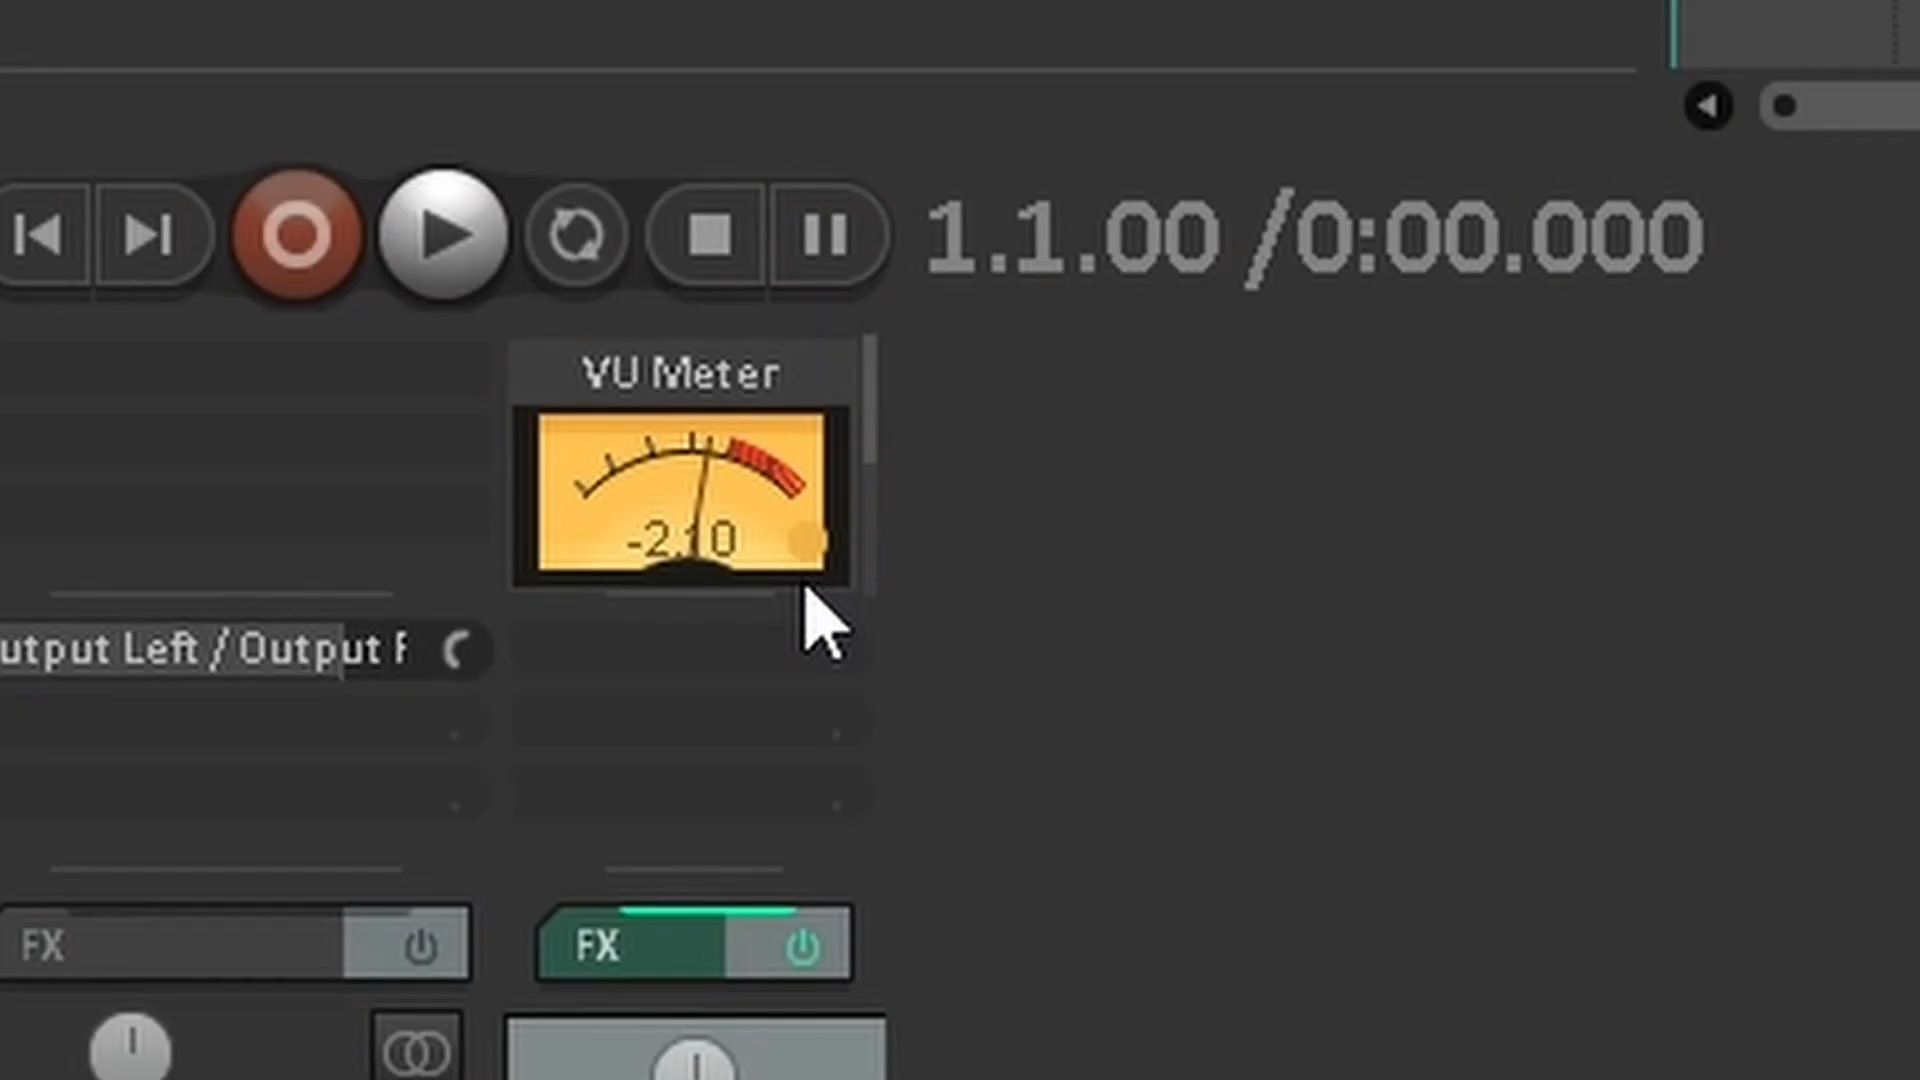 1.1.00 /0:00.000
VU Meter
-2.10
utput Left / Output
FX
FX